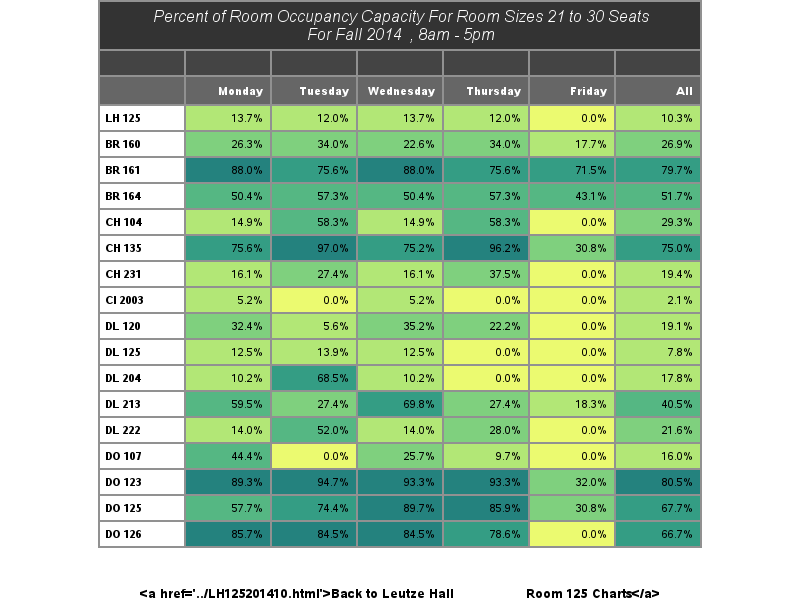 Percent of Room Occupancy Capacity For Room Sizes 21 to 30 Seats
For Fall 2014 , 8am - 5pm
Monday Tuesday Wednesday Thursday Friday All
LH 125 13.7% 12.0% 13.7% 12.0% 0.0% 10.3%
BR 160 26.3% 34.0% 22.6% 34.0% 17.7% 26.9%
BR 161 88.0% 75.6% 88.0% 75.6% 71.5% 79.7%
BR 164 50.4% 57.3% 50.4% 57.3% 43.1% 51.7%
CH 104 14.9% 58.3% 14.9% 58.3% 0.0% 29.3%
CH 135 75.6% 97.0% 75.2% 96.2% 30.8% 75.0%
CH 231 16.1% 27.4% 16.1% 37.5% 0.0% 19.4%
CI 2003 5.2% 0.0% 5.2% 0.0% 0.0% 2.1%
DL 120 32.4% 5.6% 35.2% 22.2% 0.0% 19.1%
DL 125 12.5% 13.9% 12.5% 0.0% 0.0% 7.8%
DL 204 10.2% 68.5% 10.2% 0.0% 0.0% 17.8%
DL 213 59.5% 27.4% 69.8% 27.4% 18.3% 40.5%
DL 222 14.0% 52.0% 14.0% 28.0% 0.0% 21.6%
DO 107 44.4% 0.0% 25.7% 9.7% 0.0% 16.0%
DO 123 89.3% 94.7% 93.3% 93.3% 32.0% 80.5%
DO 125 57.7% 74.4% 89.7% 85.9% 30.8% 67.7%
DO 126 85.7% 84.5% 84.5% 78.6% 0.0% 66.7%
<a href='../LH125201410.html'>Back to Leutze Hall Room 125 Charts</a>